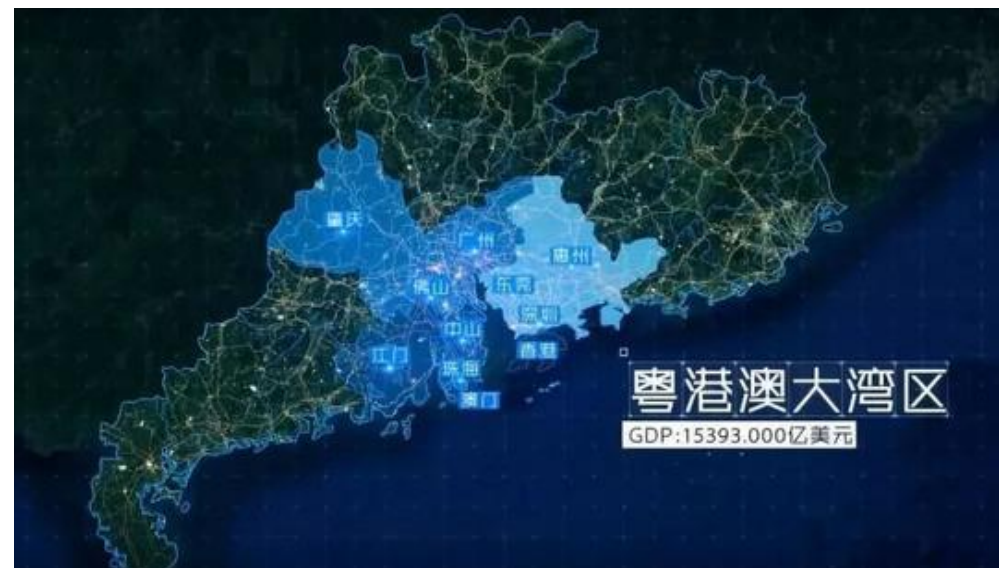 肇庆
广州
惠州
佛山
东莞
深圳
中山
香港
江门
珠海
澳门
粤港澳大湾区
GDP:15393.000亿美元